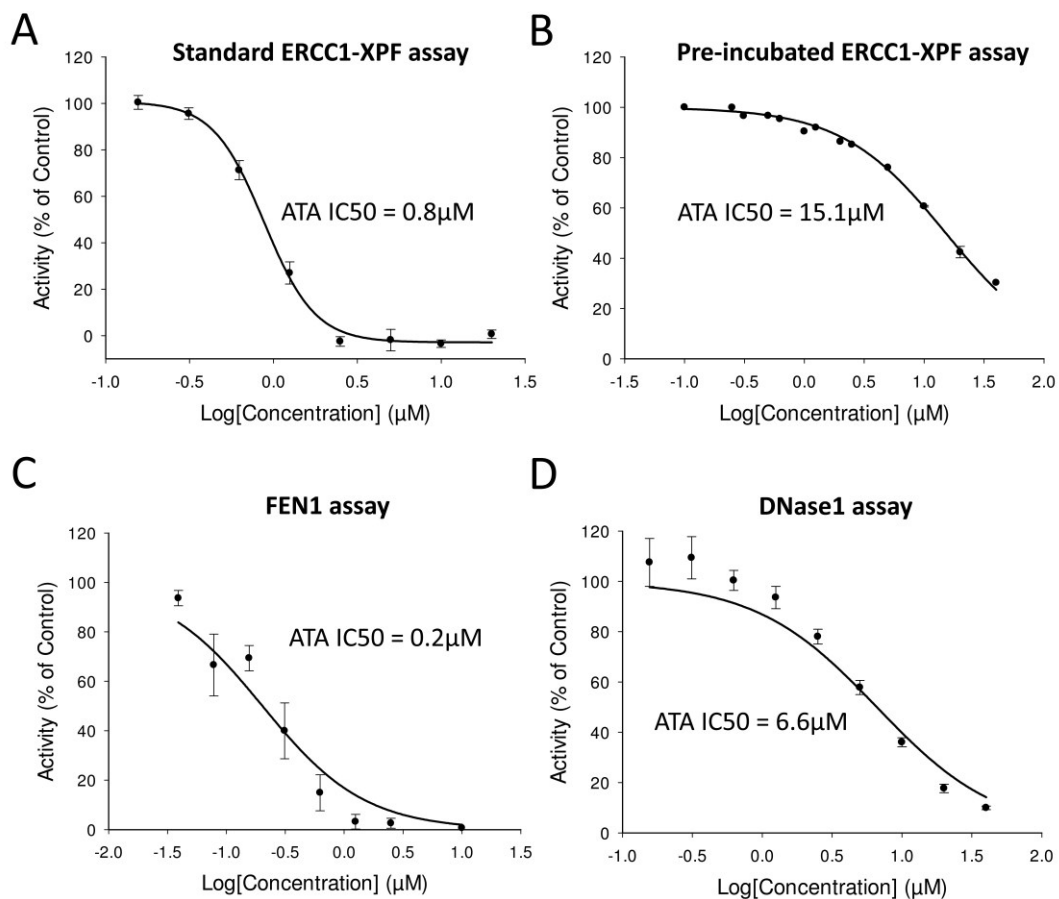 A
Standard ERCC1-XPF assay
Activity (% of Control)
120
100
80
60
40
20
0
ATA IC50 = 0.8μM
-1.0 -0.5 0.0 0.5 1.0 1.5
Log[Concentration] (μM)
B
Pre-incubated ERCC1-XPF assay
Activity (% of Control)
120
100
80
60
40
20
0
ATA IC50 = 15.1μM
-1.5 -1.0 -0.5 0.0 0.5 1.0 1.5 2.0
Log[Concentration] (μM)
C
FEN1 assay
Activity (% of Control)
120
100
80
60
40
20
0
ATA IC50 = 0.2μM
-2.0 -1.5 -1.0 -0.5 0.0 0.5 1.0 1.5
Log[Concentration] (μM)
D
DNase1 assay
Activity (% of Control)
120
100
80
60
40
20
0
ATA IC50 = 6.6μM
-1.0 -0.5 0.0 0.5 1.0 1.5 2.0
Log[Concentration] (μM)